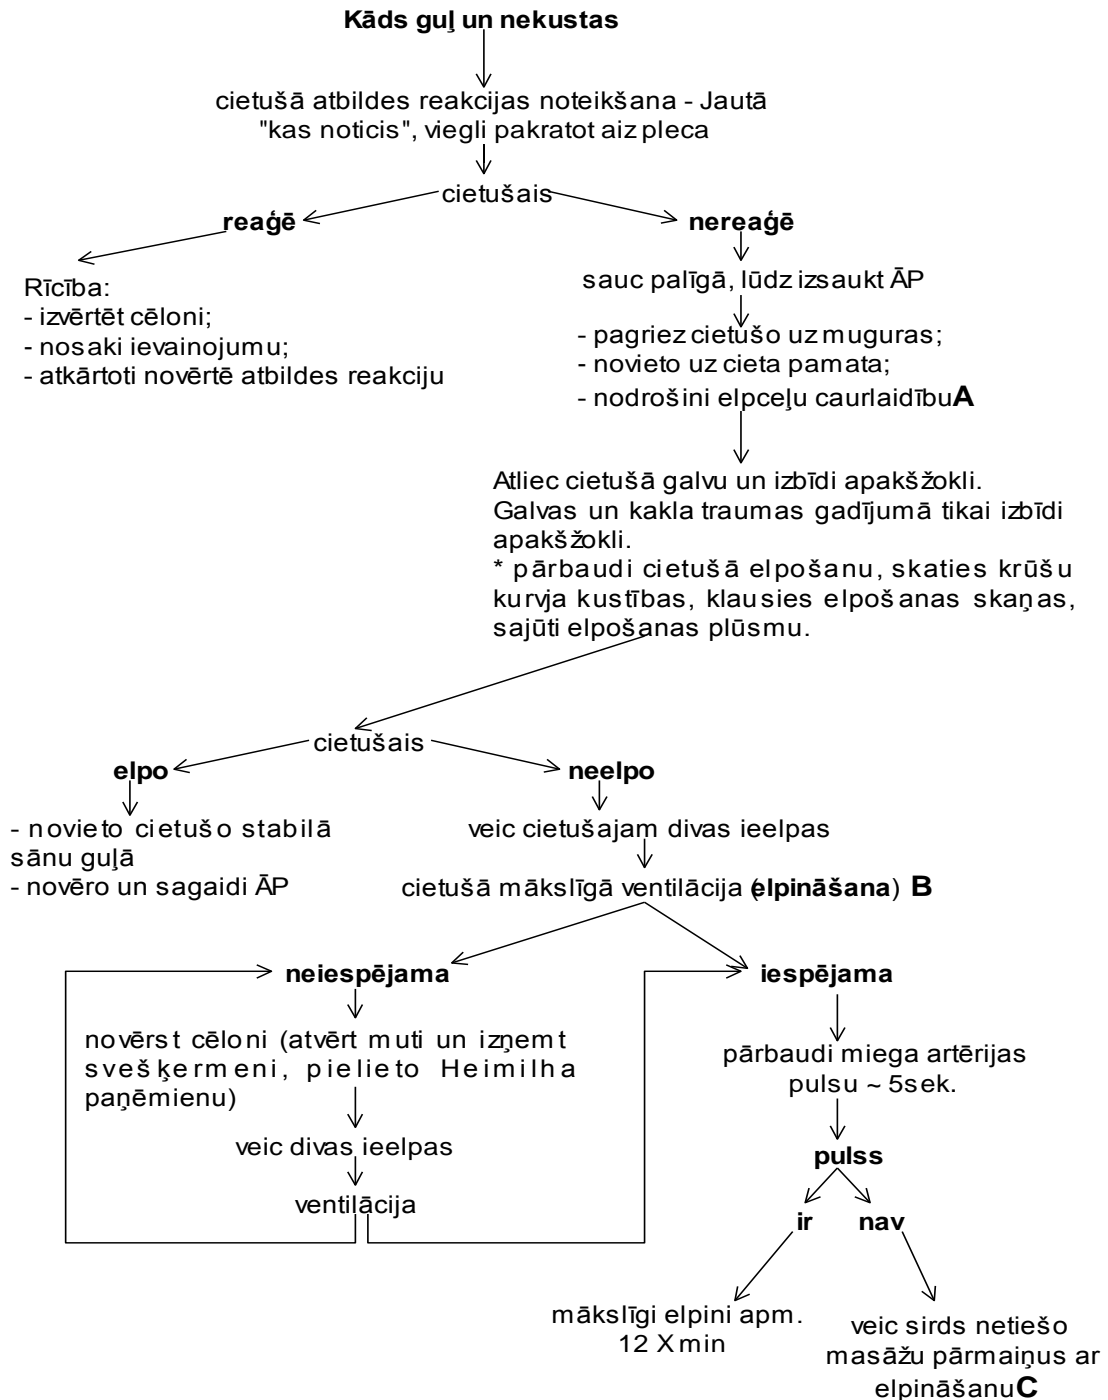 Kāds guļ un nekustas
cietušā atbildes reakcijas noteikšana - Jautā
"kas noticis", viegli pakratot aiz pleca
cietušais
reaģē
nereaģē
Rīcība:
- izvērtēt cēloni;
- nosaki ievainojumu;
- atkārtoti novērtē atbildes reakciju
sauc palīgā, lūdz izsaukt ĀP
- pagriez cietušo uz muguras;
- novieto uz cieta pamata;
- nodrošini elpceļu caurlaidību A
Atliec cietušā galvu un izbīdi apakšžokli.
Galvas un kakla traumas gadījumā tikai izbīdi
apakšžokli.
* pārbaudi cietušā elpošanu, skaties krūšu
kurvja kustības, klausies elpošanas skaņas,
sajūti elpošanas plūsmu.
cietušais
elpo
neelpo
- novieto cietušo stabilā
sānu guļā
- novēro un sagaidi ĀP
veic cietušajam divas ieelpas
cietušā mākslīgā ventilācija (elpināšana) B
neiespējama
iespējama
novērst cēloni (atvērt muti un izņemt
svešķermeni, pielieto Heimilha
paņēmienu)
veic divas ieelpas
ventilācija
pārbaudi miega artērijas
pulsu ~ 5sek.
pulss
ir nav
mākslīgi elpini apm.
12 X min
veic sirds netiešo
masāžu pārmaiņus ar
elpināšanu C